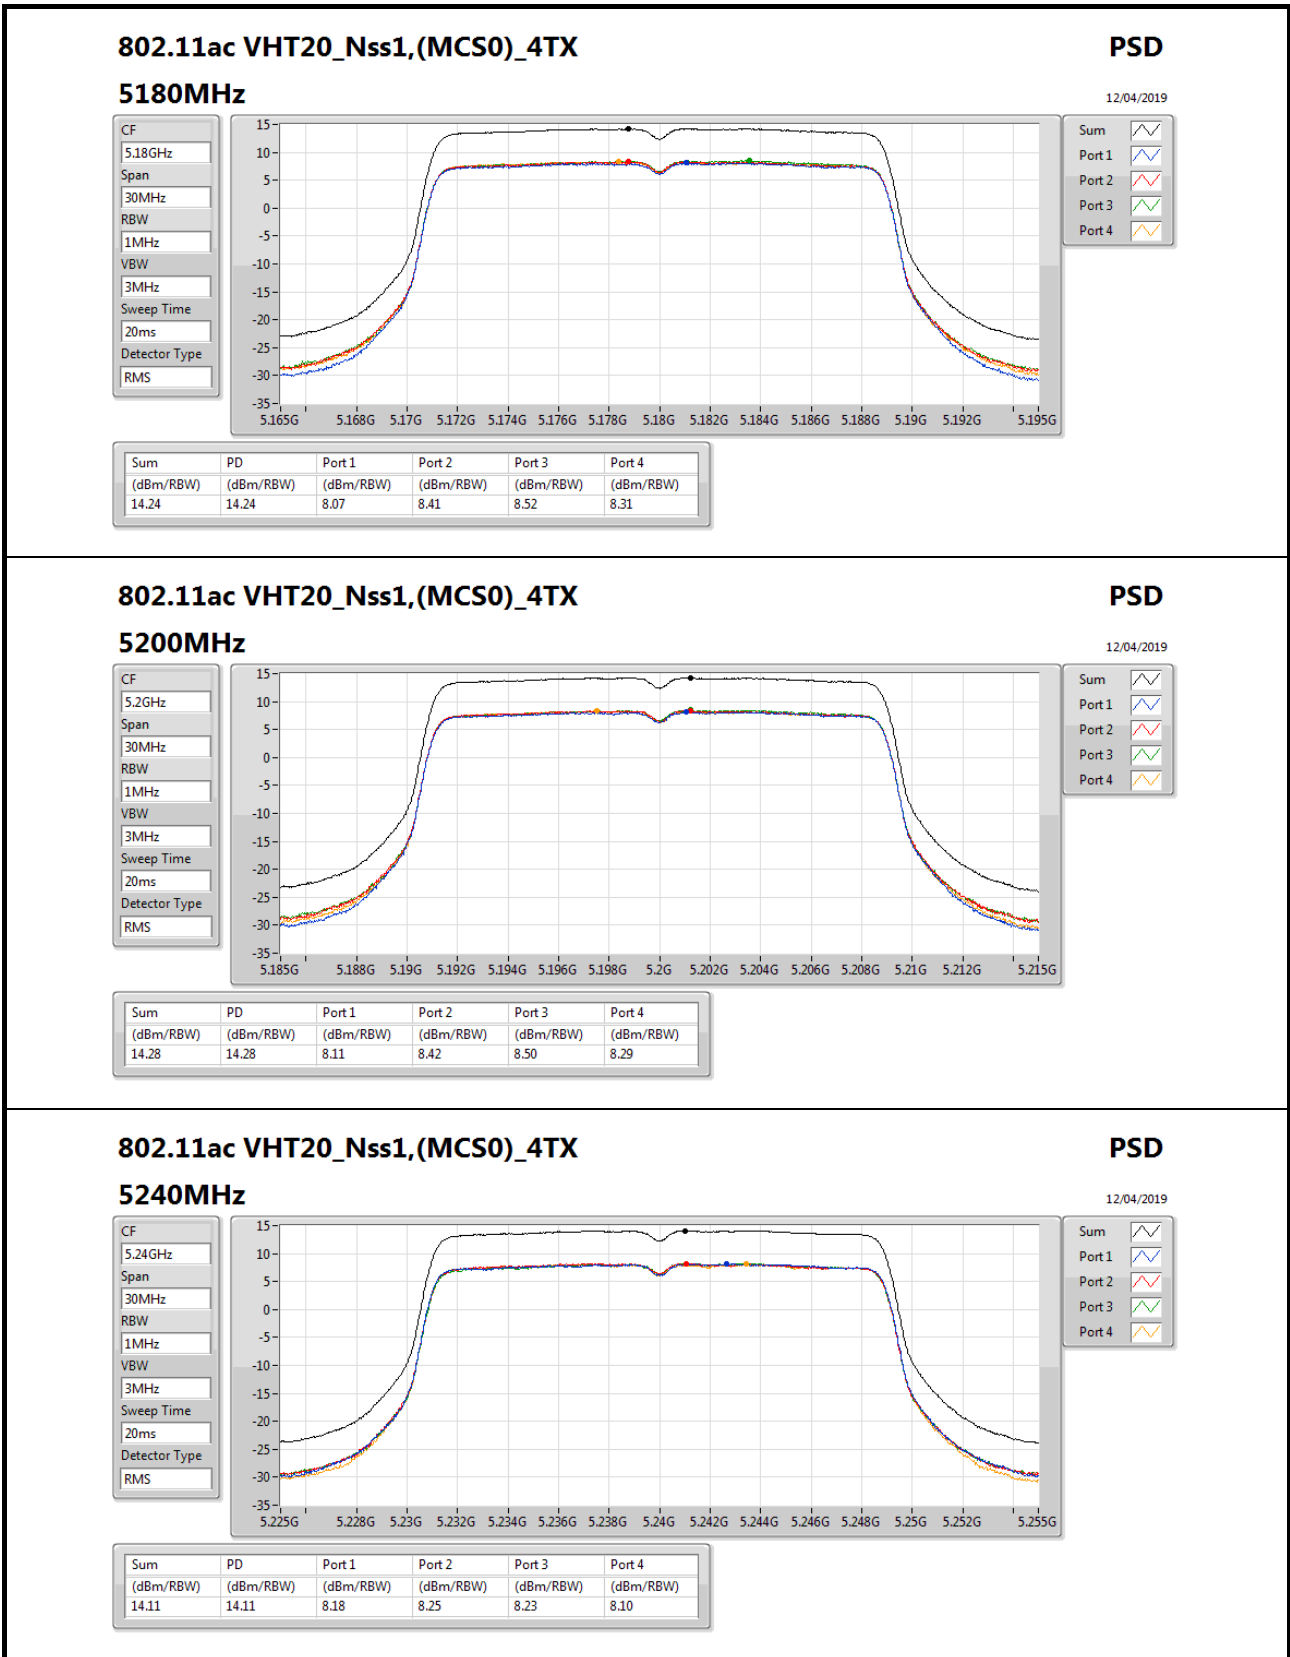 802.11ac VHT20_Nss1,(MCS0)_4TX PSD
5180MHz 12/04/2019
CF
5.18GHz
Span
30MHz
RBW
1MHz
VBW
3MHz
Sweep Time
20ms
Detector Type
RMS
15
10
5
0
-5
-10
-15
-20
-25
-30
-35
5.165G 5.168G 5.17G 5.172G 5.174G 5.176G 5.178G 5.18G 5.182G 5.184G 5.186G 5.188G 5.19G 5.192G 5.195G
Sum
Port 1
Port 2
Port 3
Port 4
Sum PD Port 1 Port 2 Port 3 Port 4
(dBm/RBW) (dBm/RBW) (dBm/RBW) (dBm/RBW) (dBm/RBW) (dBm/RBW)
14.24 14.24 8.07 8.41 8.52 8.31
802.11ac VHT20_Nss1,(MCS0)_4TX PSD
5200MHz 12/04/2019
CF
5.2GHz
Span
30MHz
RBW
1MHz
VBW
3MHz
Sweep Time
20ms
Detector Type
RMS
15
10
5
0
-5
-10
-15
-20
-25
-30
-35
5.185G 5.188G 5.19G 5.192G 5.194G 5.196G 5.198G 5.2G 5.202G 5.204G 5.206G 5.208G 5.21G 5.212G 5.215G
Sum
Port 1
Port 2
Port 3
Port 4
Sum PD Port 1 Port 2 Port 3 Port 4
(dBm/RBW) (dBm/RBW) (dBm/RBW) (dBm/RBW) (dBm/RBW) (dBm/RBW)
14.28 14.28 8.11 8.42 8.50 8.29
802.11ac VHT20_Nss1,(MCS0)_4TX PSD
5240MHz 12/04/2019
CF
5.24GHz
Span
30MHz
RBW
1MHz
VBW
3MHz
Sweep Time
20ms
Detector Type
RMS
15
10
5
0
-5
-10
-15
-20
-25
-30
-35
5.225G 5.228G 5.23G 5.232G 5.234G 5.236G 5.238G 5.24G 5.242G 5.244G 5.246G 5.248G 5.25G 5.252G 5.255G
Sum
Port 1
Port 2
Port 3
Port 4
Sum PD Port 1 Port 2 Port 3 Port 4
(dBm/RBW) (dBm/RBW) (dBm/RBW) (dBm/RBW) (dBm/RBW) (dBm/RBW)
14.11 14.11 8.18 8.25 8.23 8.10